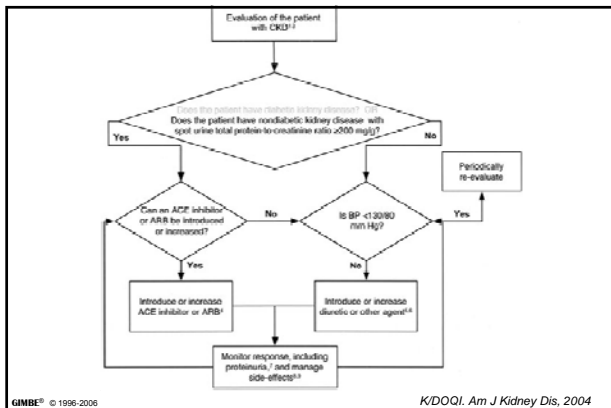 Evaluation of the patient
with CKD
Does the patient have diabetic kidney disease? OR
Does the patient have nondiabetic kidney disease with
spot urine total protein-to-creatinine ratio ≥200 mg/g?
Yes
No
Periodically
re-evaluate
Can an ACE inhibitor
or ARB be introduced
or increased?
No
Is BP <130/80
mm Hg?
Yes
Yes
No
Introduce or increase
ACE inhibitor or ARB
Introduce or increase
diuretic or other agent
Monitor response, including
proteinuria, and manage
side-effects
GIMBE® © 1996-2006
K/DOQI. Am J Kidney Dis, 2004